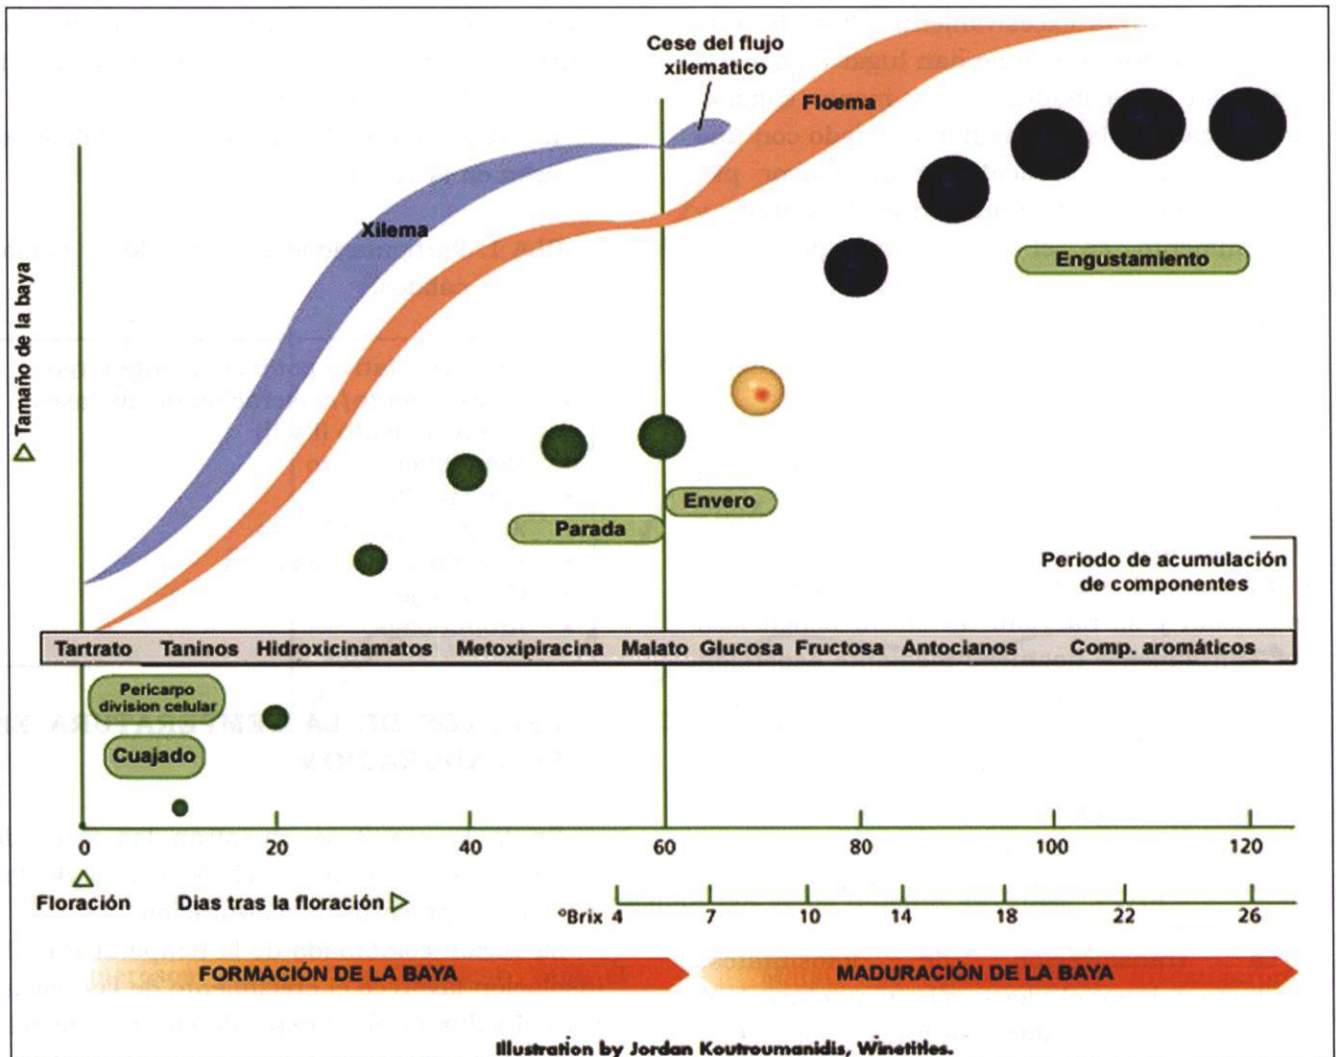 Cese del flujo
xilematico
Floema
Xilema
Engustamiento
▷ Tamaño de la baya
Envero
Parada
Periodo de acumulación
de componentes
Tartrato Taninos Hidroxicinamatos Metoxipiracina Malato Glucosa Fructosa Antocianos Comp. aromáticos
Pericarpo
division celular
Cuajado
0 20 40 60 80 100 120
Floración Dias tras la floración ▷
ºBrix 4 7 10 14 18 22 26
FORMACIÓN DE LA BAYA MADURACIÓN DE LA BAYA
Illustration by Jordan Koutroumanidis, Winetitles.